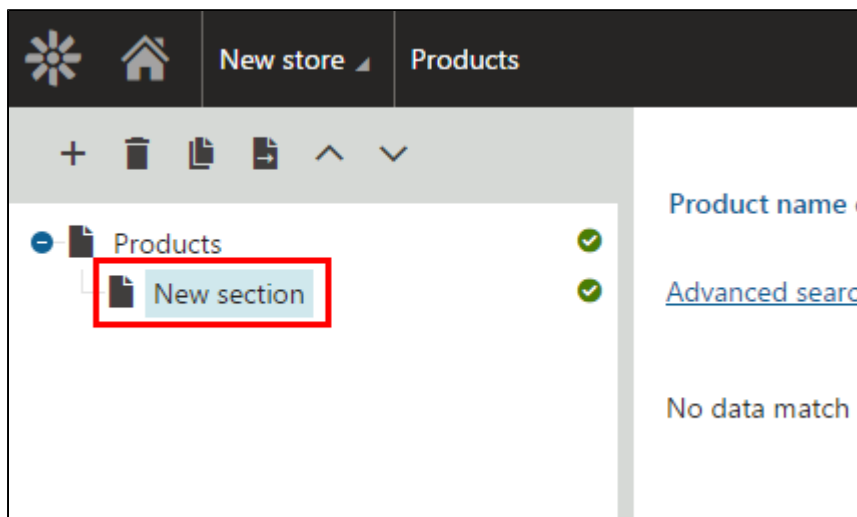 New store Products
Products
New section
Product name
Advanced searc
No data match